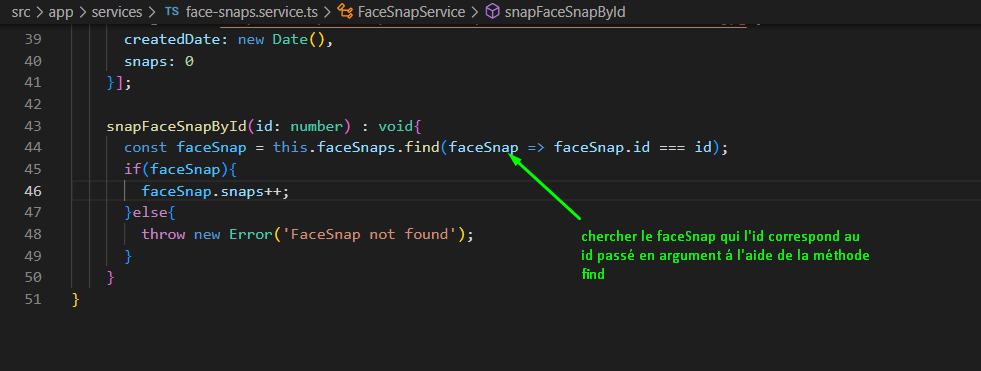 src > app > services > TS face-snaps.service.ts > FaceSnapService > snapFaceSnapById
39 createdDate: new Date(),
40 snaps: 0
41 }];
42
43 snapFaceSnapById(id: number) : void{
44 const faceSnap = this.faceSnaps.find(faceSnap => faceSnap.id === id);
45 if(faceSnap){
46 faceSnap.snaps++;
47 }else{
48 throw new Error('FaceSnap not found');
49 }
50 }
51 }
chercher le faceSnap qui l'id correspond au
id passé en argument á l'aide de la méthode
find